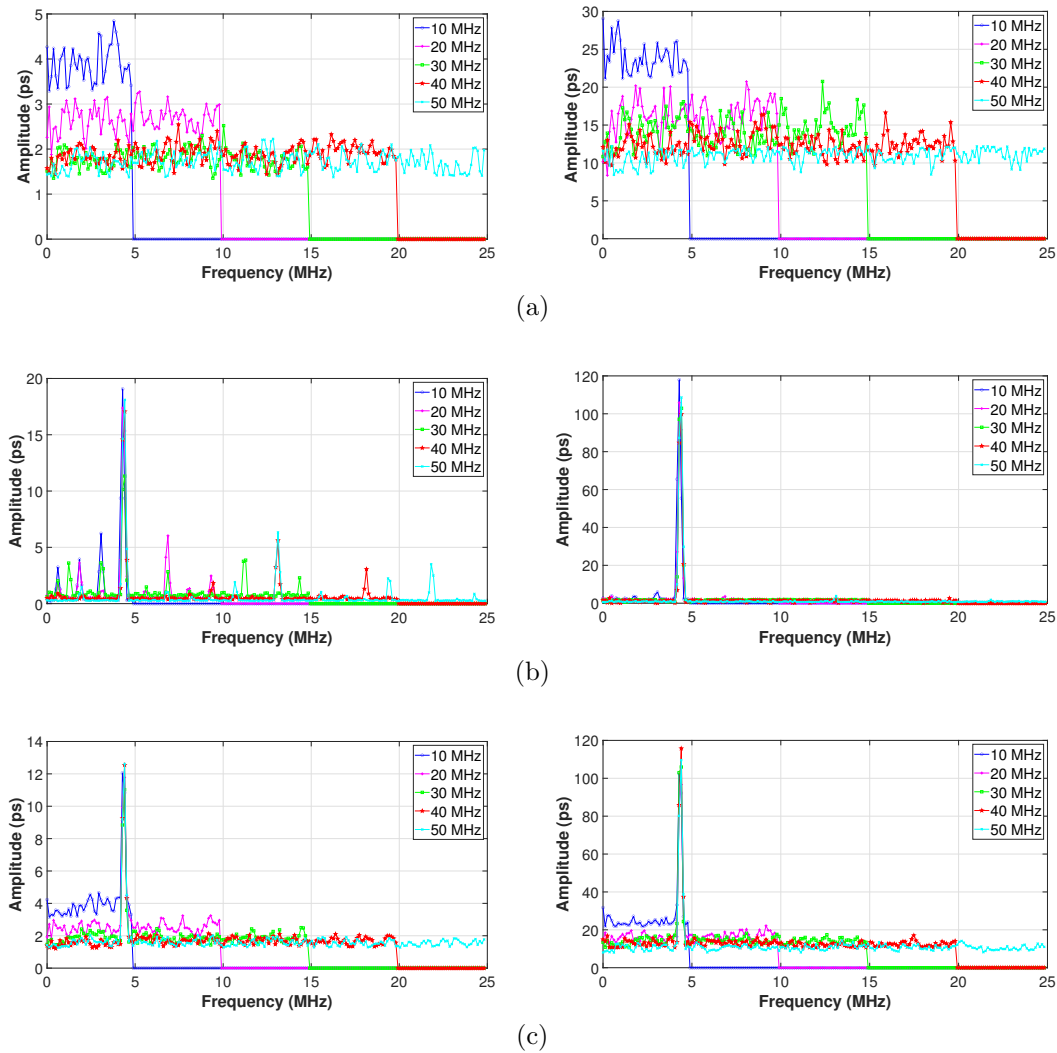 5
4
3
2
1
0
0 5 10 15 20 25
Amplitude (ps)
Frequency (MHz)
10 MHz
20 MHz
30 MHz
40 MHz
50 MHz
30
25
20
15
10
5
0
0 5 10 15 20 25
Amplitude (ps)
Frequency (MHz)
10 MHz
20 MHz
30 MHz
40 MHz
50 MHz
(a)
20
15
10
5
0
0 5 10 15 20 25
Amplitude (ps)
Frequency (MHz)
10 MHz
20 MHz
30 MHz
40 MHz
50 MHz
120
100
80
60
40
20
0
0 5 10 15 20 25
Amplitude (ps)
Frequency (MHz)
10 MHz
20 MHz
30 MHz
40 MHz
50 MHz
(b)
14
12
10
8
6
4
2
0
0 5 10 15 20 25
Amplitude (ps)
Frequency (MHz)
10 MHz
20 MHz
30 MHz
40 MHz
50 MHz
120
100
80
60
40
20
0
0 5 10 15 20 25
Amplitude (ps)
Frequency (MHz)
10 MHz
20 MHz
30 MHz
40 MHz
50 MHz
(c)